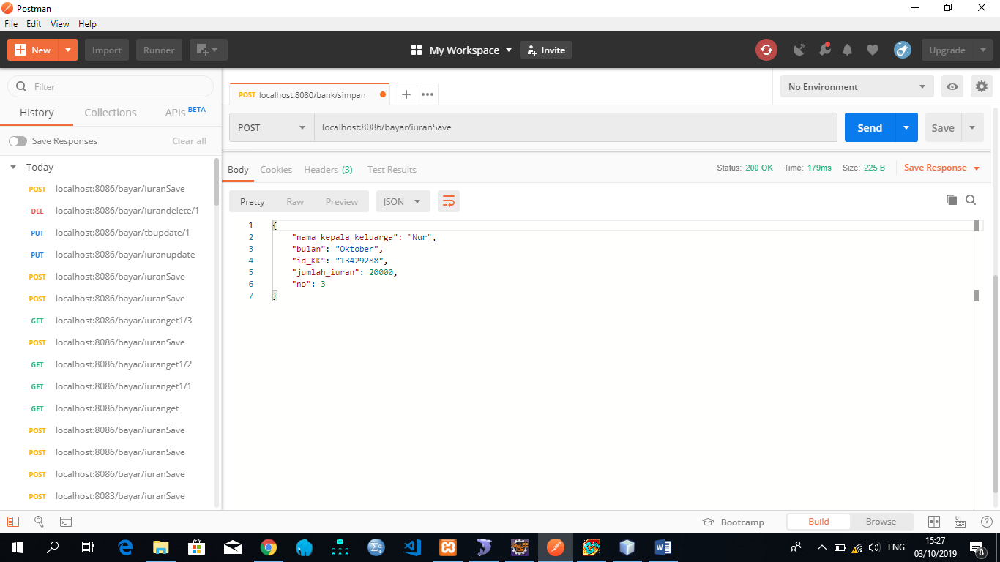 Postman
File Edit View Help
New Import Runner My Workspace Invite Upgrade
Filter
History Collections APIs BETA
Save Responses Clear all
Today
POST localhost:8086/bayar/iuranSave
DEL localhost:8086/bayar/iurandelete/1
PUT localhost:8086/bayar/tbupdate/1
PUT localhost:8086/bayar/iuranupdate
POST localhost:8086/bayar/iuranSave
POST localhost:8086/bayar/iuranSave
GET localhost:8086/bayar/iuranget1/3
POST localhost:8086/bayar/iuranSave
GET localhost:8086/bayar/iuranget1/2
GET localhost:8086/bayar/iuranget1/1
GET localhost:8086/bayar/iuranget
POST localhost:8086/bayar/iuranSave
POST localhost:8086/bayar/iuranSave
POST localhost:8086/bayar/iuranSave
POST localhost:8083/bayar/iuranSave
POST localhost:8080/bank/simpan
No Environment
POST localhost:8086/bayar/iuranSave Send Save
Body Cookies Headers (3) Test Results Status: 200 OK Time: 179ms Size: 225 B Save Response
Pretty Raw Preview JSON
1 {
2 "nama_kepala_keluarga": "Nur",
3 "bulan": "Oktober",
4 "id_KK": "13429288",
5 "jumlah_iuran": 20000,
6 "no": 3
7 }
Bootcamp Build Browse
ENG 15:27
03/10/2019 8